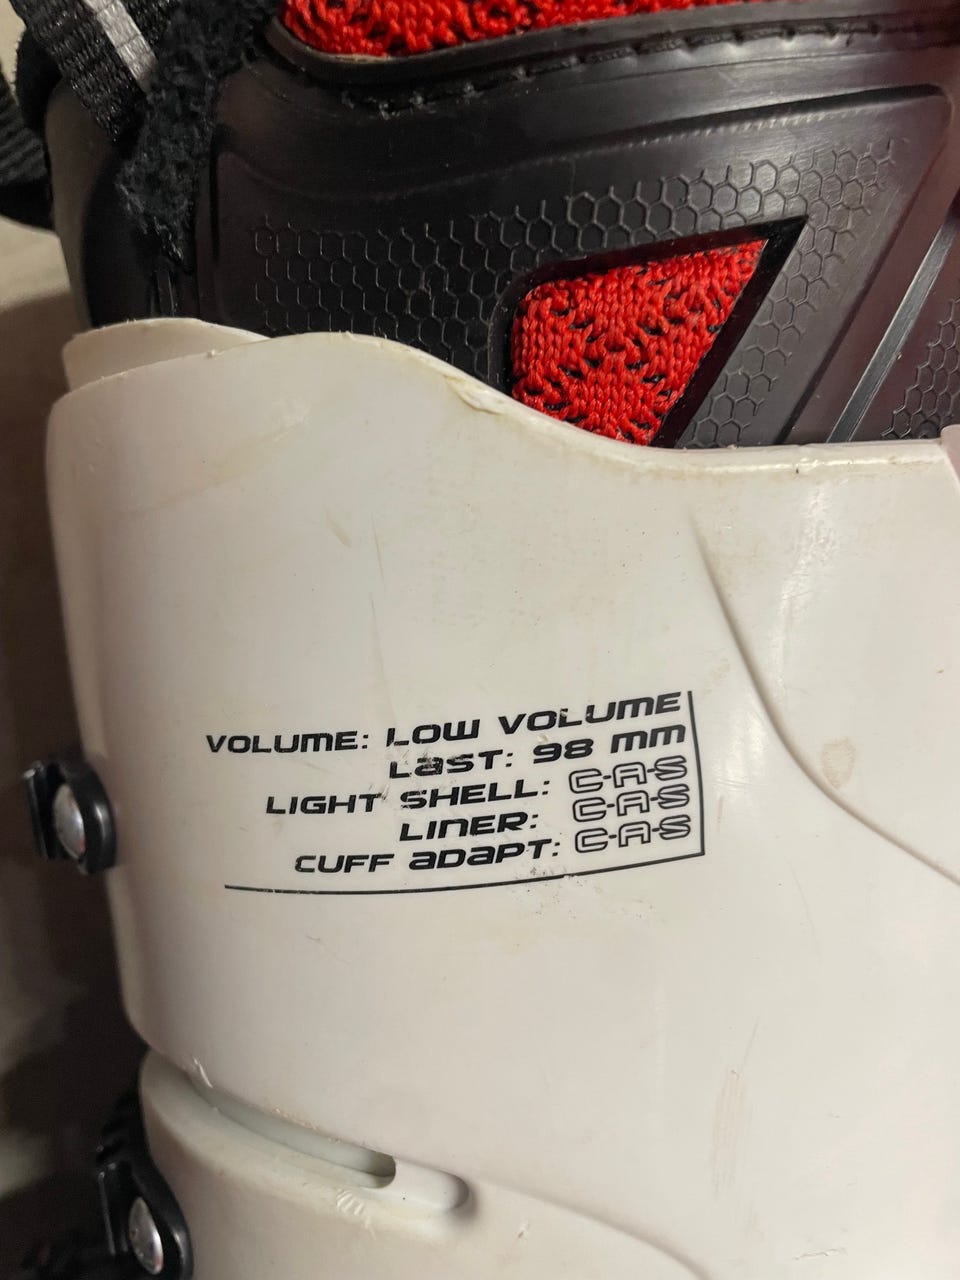 VOLUME: LOW VOLUME
LAST: 98 mm
LIGHT SHELL: C-A-S
LINER: C-A-S
CUFF ADAPT: C-A-S